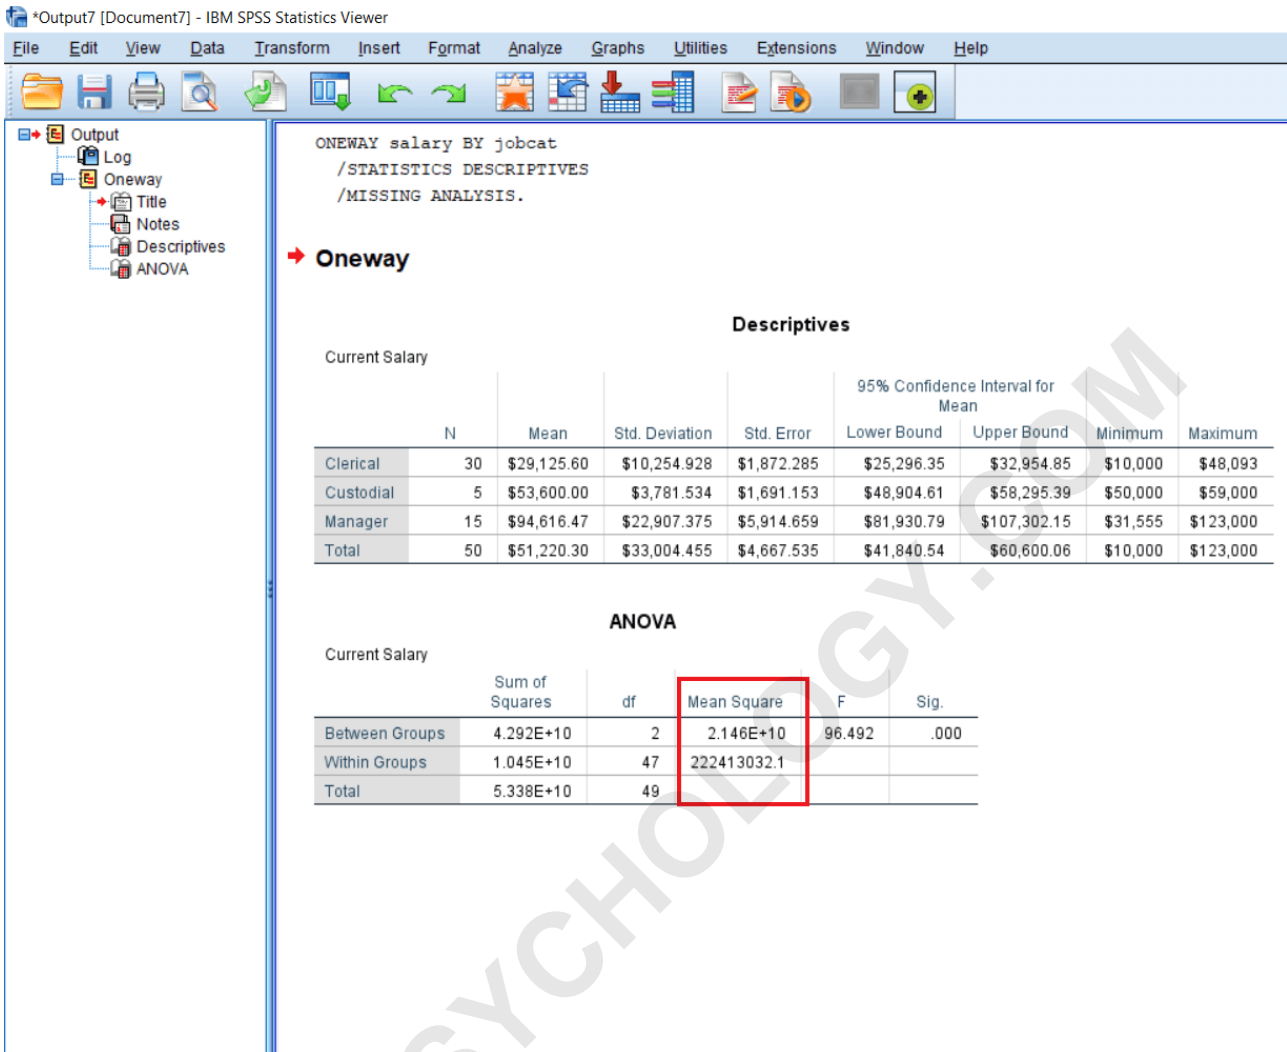 *Output7 [Document7] - IBM SPSS Statistics Viewer
File Edit View Data Transform Insert Format Analyze Graphs Utilities Extensions Window Help
Output
Log
Oneway
Title
Notes
Descriptives
ANOVA
ONEWAY salary BY jobcat
/STATISTICS DESCRIPTIVES
/MISSING ANALYSIS.
Oneway
Descriptives
Current Salary
95% Confidence Interval for
Mean
N Mean Std. Deviation Std. Error Lower Bound Upper Bound Minimum Maximum
Clerical 30 $29,125.60 $10,254.928 $1,872.285 $25,296.35 $32,954.85 $10,000 $48,093
Custodial 5 $53,600.00 $3,781.534 $1,691.153 $48,904.61 $58,295.39 $50,000 $59,000
Manager 15 $94,616.47 $22,907.375 $5,914.659 $81,930.79 $107,302.15 $31,555 $123,000
Total 50 $51,220.30 $33,004.455 $4,667.535 $41,840.54 $60,600.06 $10,000 $123,000
ANOVA
Current Salary
Sum of
Squares df Mean Square F Sig.
Between Groups 4.292E+10 2 2.146E+10 96.492 .000
Within Groups 1.045E+10 47 222413032.1
Total 5.338E+10 49
SYCHOLOGY.COM